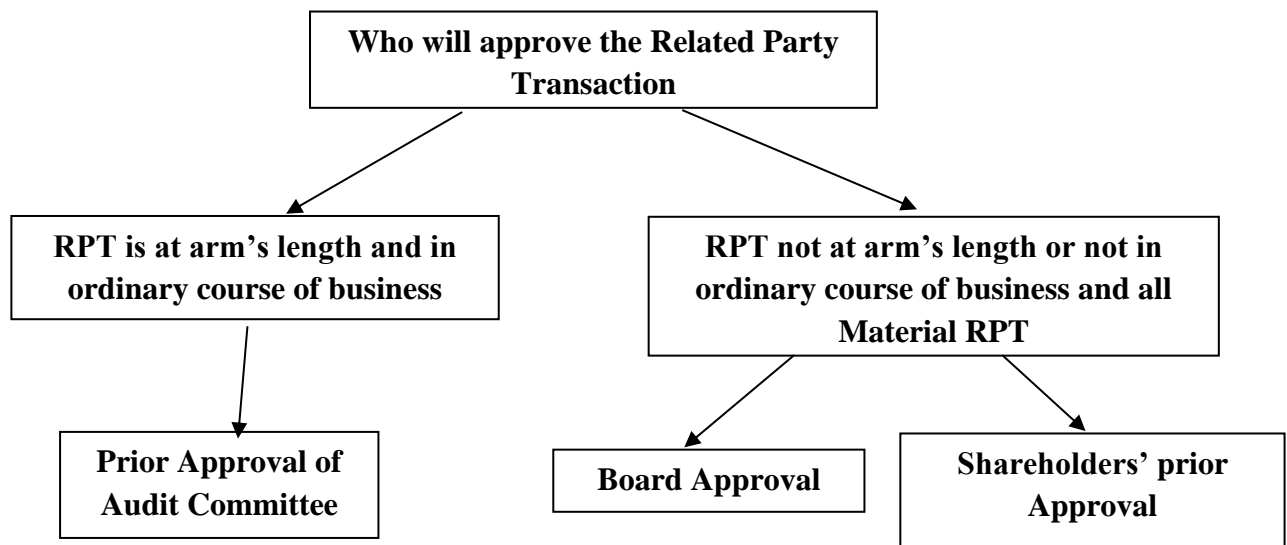 Who will approve the Related Party
Transaction
RPT is at arm’s length and in
ordinary course of business
RPT not at arm’s length or not in
ordinary course of business and all
Material RPT
Prior Approval of
Audit Committee
Board Approval
Shareholders’ prior
Approval